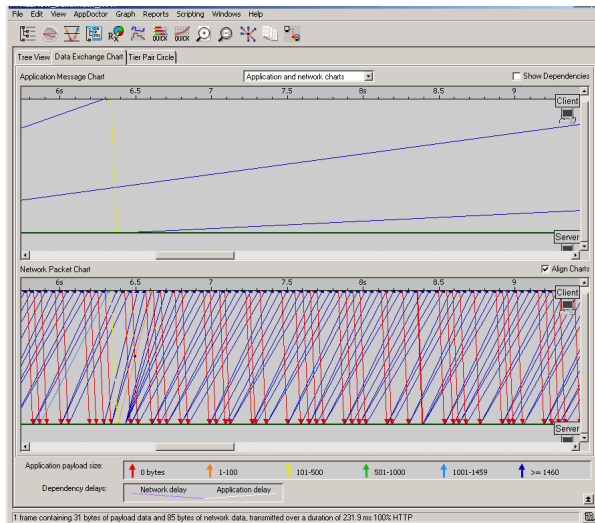 File Edit View AppDoctor Graph Reports Scripting Windows Help
QUICK QUICK
Tree View Data Exchange Chart Tier Pair Circle
Application Message Chart Application and network charts Show Dependencies
6s 6.5 7 7.5 8 8.5 9
Client
Server
Network Packet Chart Align Charts
6s 6.5 7 7.5 8 8.5 9
Client
Server
Application payload size: 0 bytes 1-100 101-500 501-1000 1001-1459 >= 1460
Dependency delays: Network delay Application delay
1 frame containing 31 bytes of payload data and 85 bytes of network data, transmitted over a duration of 231.9 ms 100% HTTP